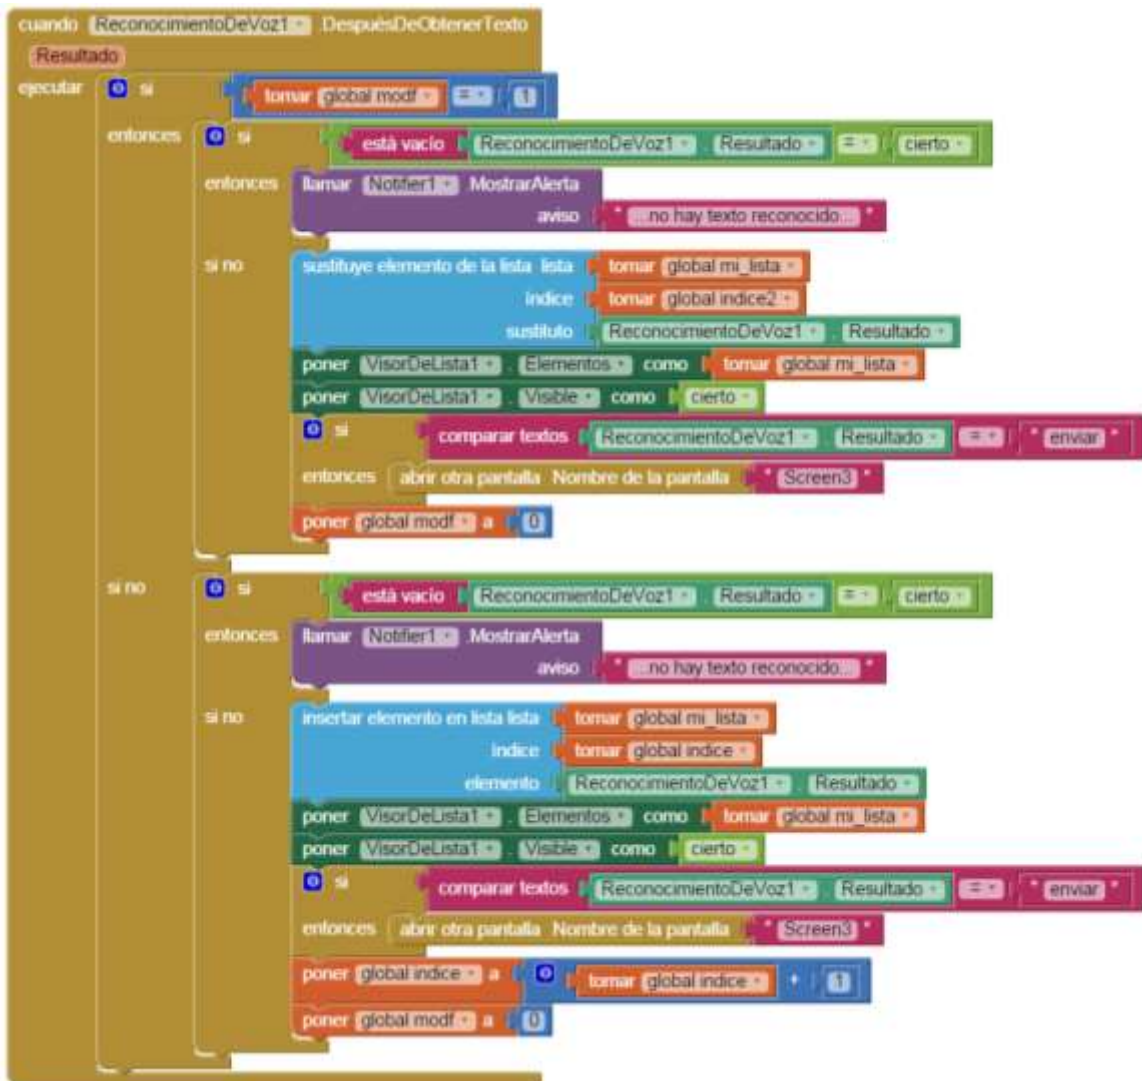 cuando ReconocimientoDeVoz1 .DespuésDeObtenerTexto
Resultado
ejecutar si tomar global modf = 1
entonces si está vacío ReconocimientoDeVoz1 . Resultado = cierto
entonces llamar Notifier1 .MostrarAlerta
aviso " ...no hay texto reconocido... "
si no sustituye elemento de la lista lista tomar global mi_lista
índice tomar global indice2
sustituto ReconocimientoDeVoz1 . Resultado
poner VisorDeLista1 . Elementos como tomar global mi_lista
poner VisorDeLista1 . Visible como cierto
si comparar textos ReconocimientoDeVoz1 . Resultado = " enviar "
entonces abrir otra pantalla Nombre de la pantalla " Screen3 "
poner global modf a 0
si no si está vacío ReconocimientoDeVoz1 . Resultado = cierto
entonces llamar Notifier1 .MostrarAlerta
aviso " ...no hay texto reconocido... "
si no insertar elemento en lista lista tomar global mi_lista
índice tomar global indice
elemento ReconocimientoDeVoz1 . Resultado
poner VisorDeLista1 . Elementos como tomar global mi_lista
poner VisorDeLista1 . Visible como cierto
si comparar textos ReconocimientoDeVoz1 . Resultado = " enviar "
entonces abrir otra pantalla Nombre de la pantalla " Screen3 "
poner global indice a tomar global indice + 1
poner global modf a 0